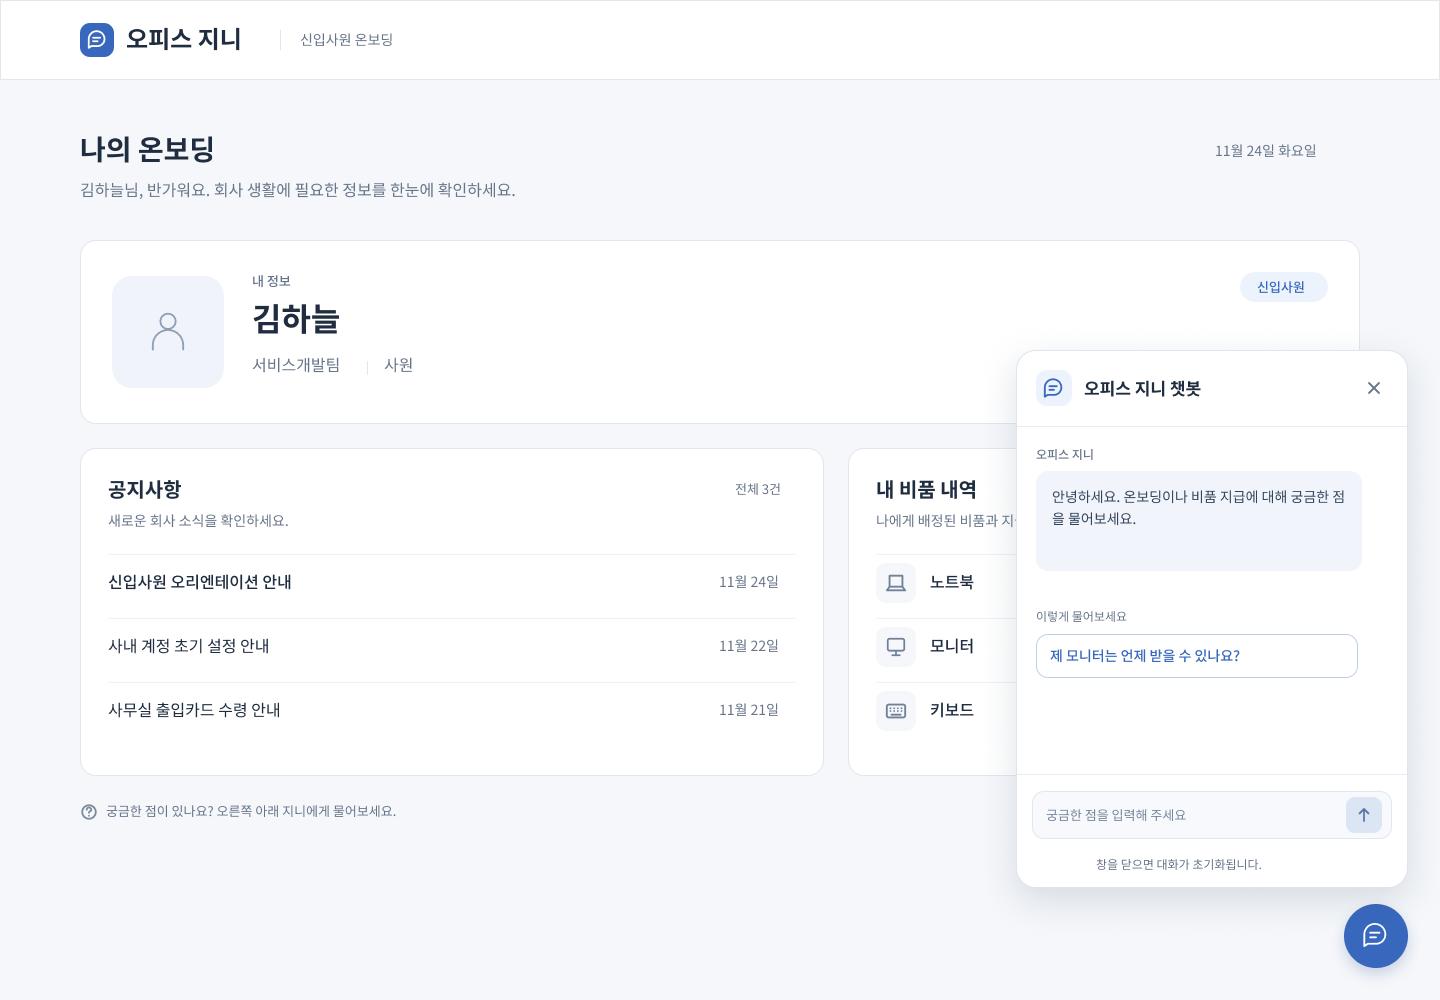 오피스 지니
신입사원 온보딩
나의 온보딩
11월 24일 화요일
김하늘님, 반가워요. 회사 생활에 필요한 정보를 한눈에 확인하세요.
내 정보
신입사원
김하늘
서비스개발팀
사원
공지사항
전체 3건
새로운 회사 소식을 확인하세요.
신입사원 오리엔테이션 안내
11월 24일
사내 계정 초기 설정 안내
11월 22일
사무실 출입카드 수령 안내
11월 21일
내 비품 내역
나에게 배정된 비품과
노트북
모니터
키보드
오피스 지니 챗봇
오피스 지니
안녕하세요. 온보딩이나 비품 지급에 대해 궁금한 점
을 물어보세요.
이렇게 물어보세요
제 모니터는 언제 받을 수 있나요?
궁금한 점을 입력해 주세요
창을 닫으면 대화가 초기화됩니다.
궁금한 점이 있나요? 오른쪽 아래 지니에게 물어보세요.